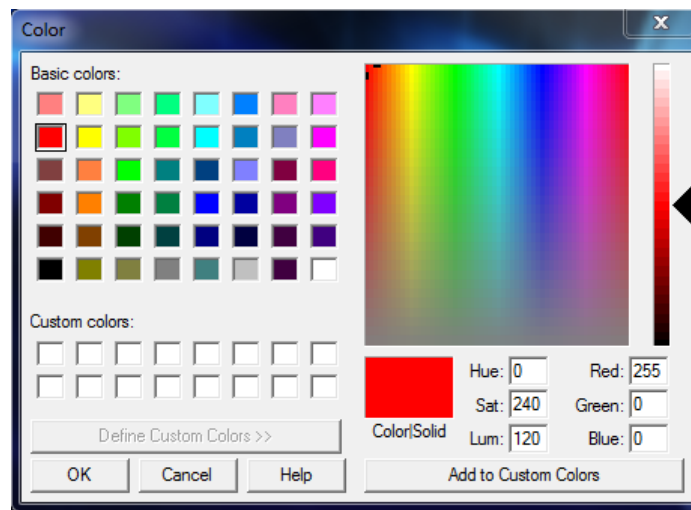 Color
x
Basic colors:
Custom colors:
Define Custom Colors >>
OK Cancel Help
Color|Solid
Hue: 0 Red: 255
Sat: 240 Green: 0
Lum: 120 Blue: 0
Add to Custom Colors